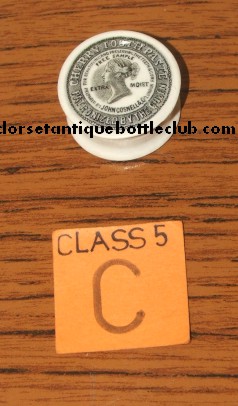 CHERRY TOOTH PASTE
FREE SAMPLE
EXTRA MOIST
JOHN GOSNELL & Co.
dorsetantiquebottleclub.com
CLASS 5
C